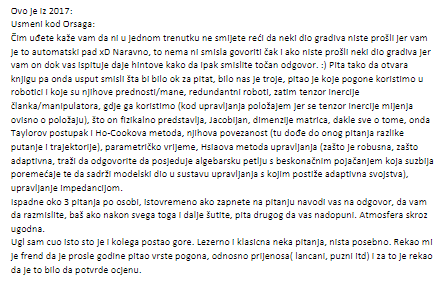 Ovo je iz 2017:
Usmeni kod Orsaga:
Čim uđete kaže vam da ni u jednom trenutku ne smijete reći da neki dio gradiva niste prošli jer vam
je to automatski pad xD Naravno, to nema ni smisla govoriti čak i ako niste prošli neki dio gradiva jer
vam on dok vas ispituje daje hintove kako da ipak smislite točan odgovor. :) Pita tako da otvara
knjigu pa onda usput smisli šta bi bilo ok za pitat, bilo nas je troje, pitao je koje pogone koristimo u
robotici i koje su njihove prednosti/mane, redundantni roboti, zatim tenzor inercije
članka/manipulatora, gdje ga koristimo (kod upravljanja položajem jer se tenzor inercije mijenja
ovisno o položaju), što on fizikalno predstavlja, Jacobijan, dimenzije matrica, dakle sve o tome, onda
Taylorov postupak i Ho-Cookova metoda, njihova povezanost (tu dođe do onog pitanja razlike
putanje i trajektorije), parametričko vrijeme, Hsiaova metoda upravljanja (zašto je robusna, zašto
adaptivna, traži da odgovorite da posjeduje algebarsku petlju s beskonačnim pojačanjem koja suzbija
poremećaje te da sadrži modelski dio u sustavu upravljanja s kojim postiže adaptivna svojstva),
upravljanje impedancijom.
Ispadne oko 3 pitanja po osobi, istovremeno ako zapnete na pitanju navodi vas na odgovor, da vam
da razmislite, baš ako nakon svega toga i dalje šutite, pita drugog da vas nadopuni. Atmosfera skroz
ugodna.
Ugl sam cuo isto sto je i kolega postao gore. Lezerno i klasicna neka pitanja, nista posebno. Rekao mi
je frend da je prosle godine pitao vrste pogona, odnosno prijenosa( lancani, puzni itd) i za to je rekao
da je to bilo da potvrde ocjenu.